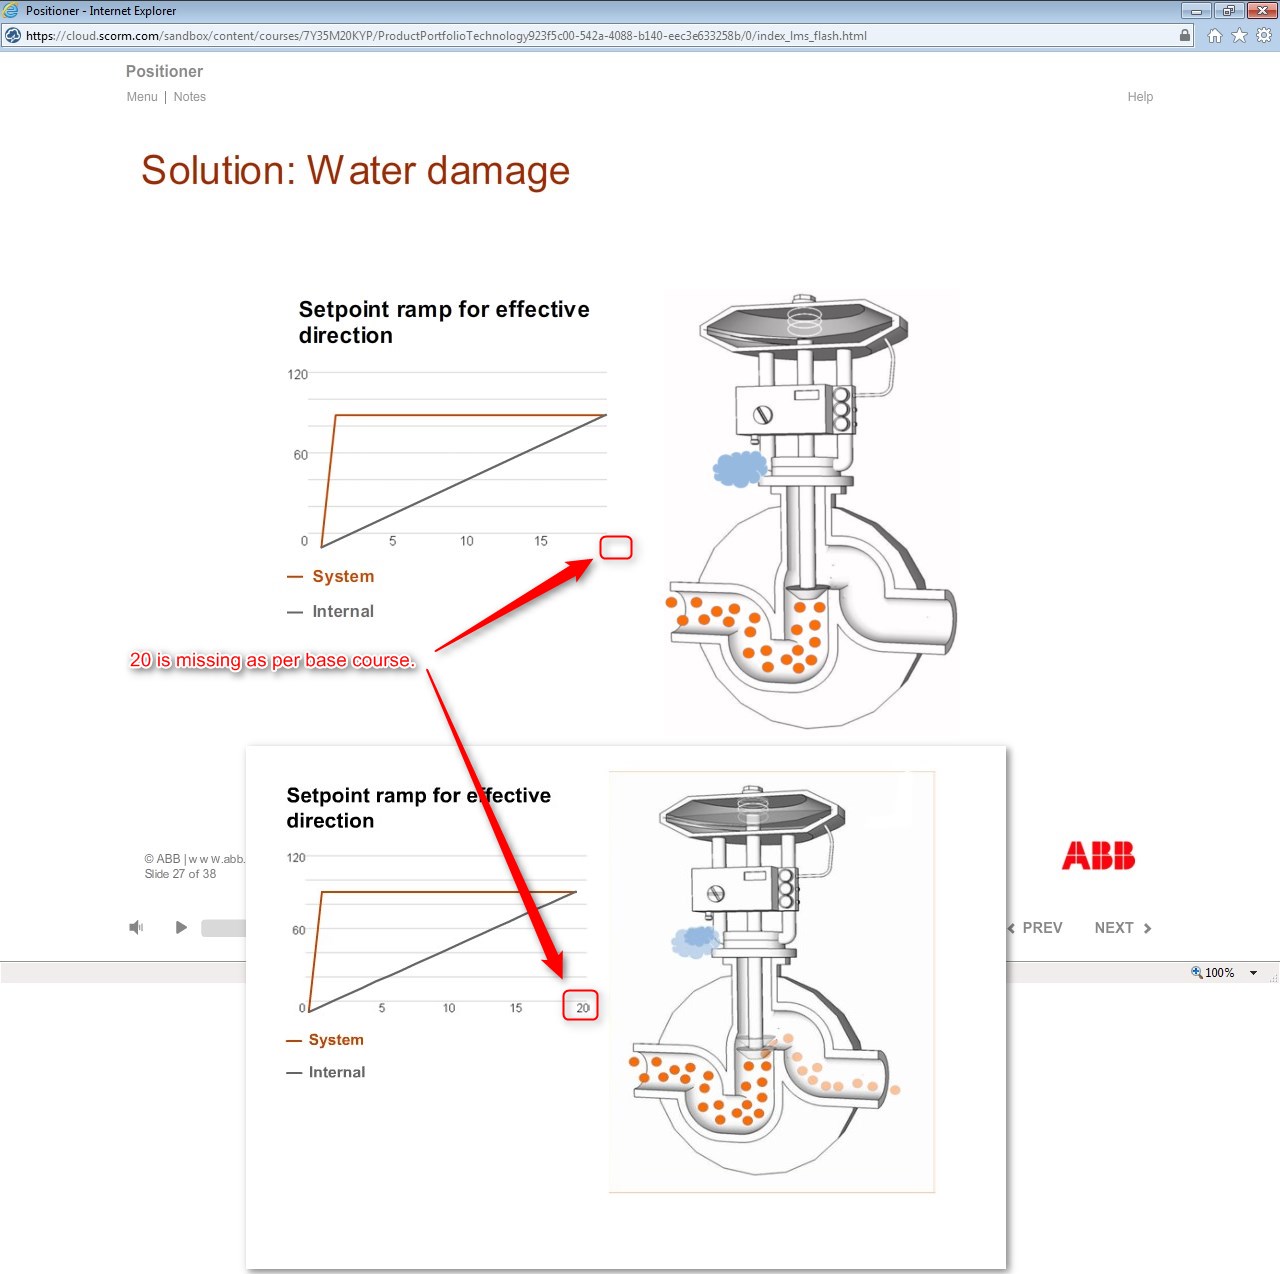 Positioner - Internet Explorer
https://cloud.scorm.com/sandbox/content/courses/7Y35M20KYP/ProductPortfolioTechnology923f5c00-542a-4088-b140-eec3e633258b/0/index_lms_flash.html
Positioner
Menu | Notes
Help
Solution: Water damage
Setpoint ramp for effective
direction
120
60
0
5
10
15
System
Internal
20 is missing as per base course.
Setpoint ramp for effective
direction
120
60
0
5
10
15
20
System
Internal
© ABB | www.abb.
Slide 27 of 38
ABB
PREV
NEXT
100%